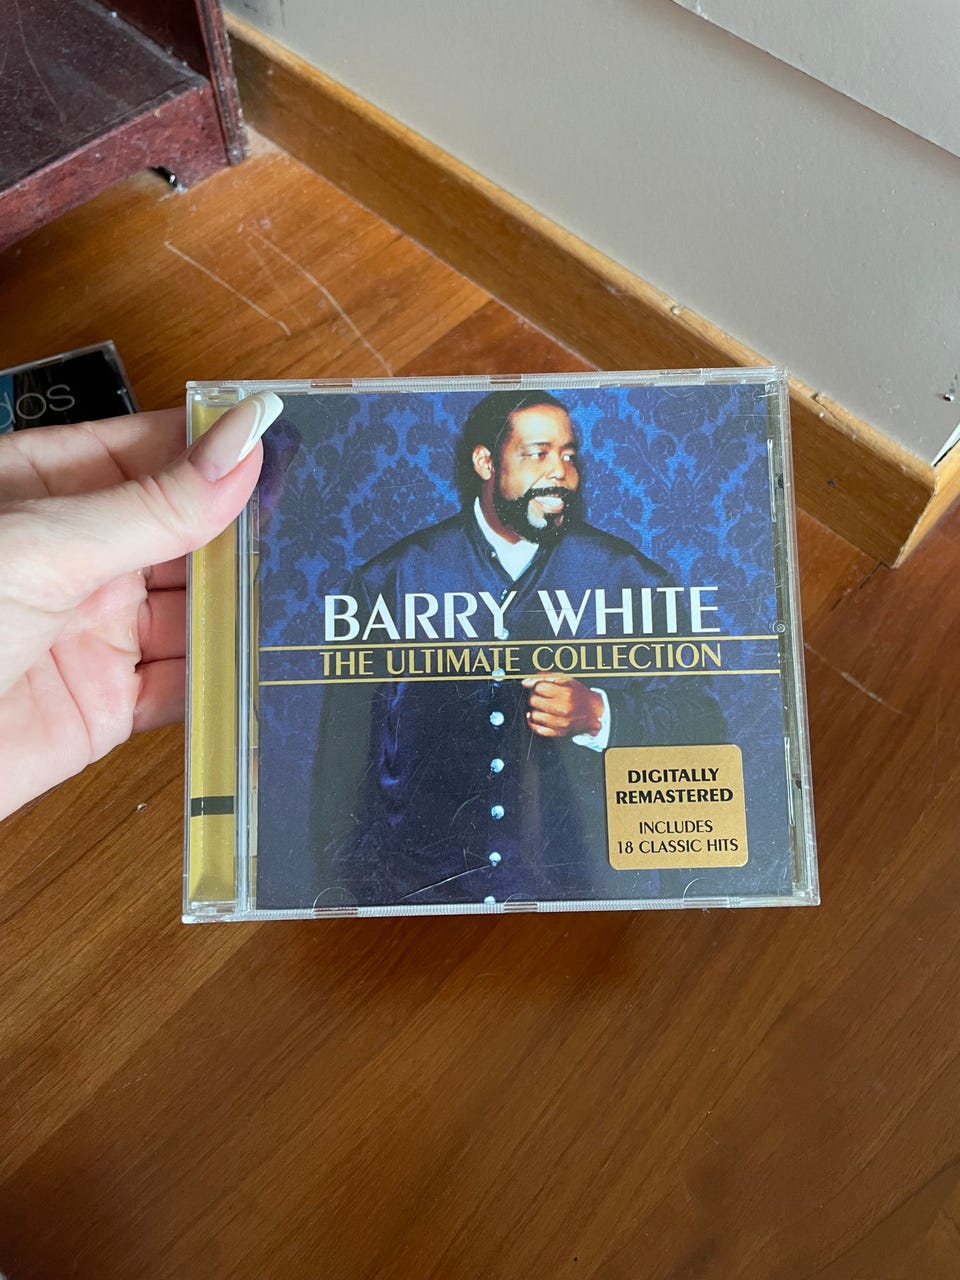 BARRY WHITE
THE ULTIMATE COLLECTION
DIGITALLY
REMASTERED
INCLUDES
18 CLASSIC HITS